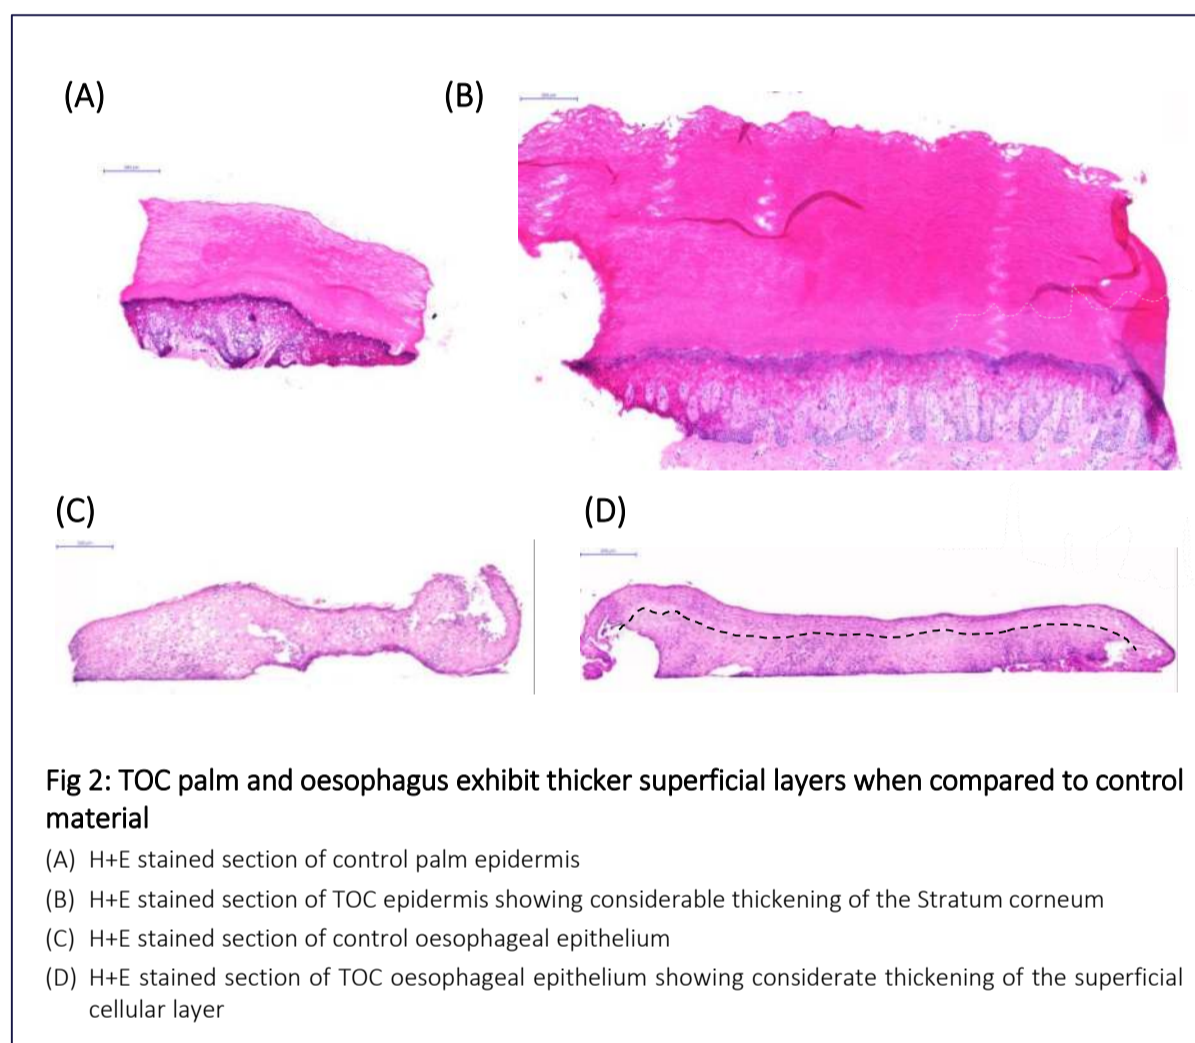 (A)
(B)
(C)
(D)
Fig 2: TOC palm and oesophagus exhibit thicker superficial layers when compared to control
material
(A) H+E stained section of control palm epidermis
(B) H+E stained section of TOC epidermis showing considerable thickening of the Stratum corneum
(C) H+E stained section of control oesophageal epithelium
(D) H+E stained section of TOC oesophageal epithelium showing considerate thickening of the superficial
cellular layer